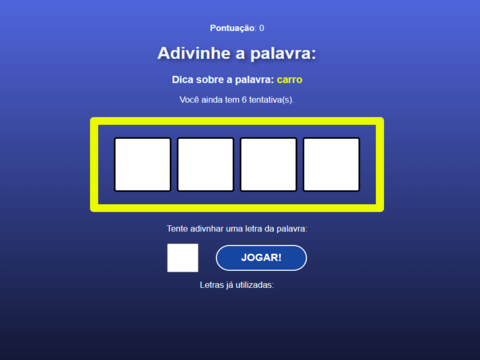 Pontuação: 0
Adivinhe a palavra:
Dica sobre a palavra: carro
Você ainda tem 6 tentativa(s).
Tente adivnhar uma letra da palavra:
JOGAR!
Letras já utilizadas: